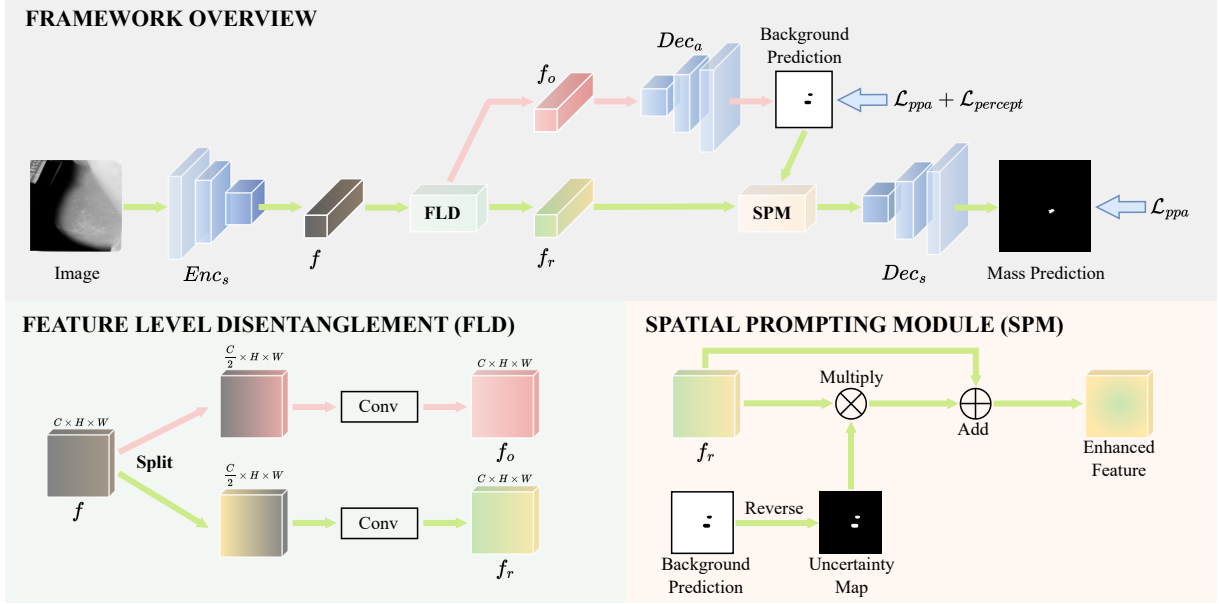 FRAMEWORK OVERVIEW
Dec_a
Background
Prediction
f_o
ℒ_ppa + ℒ_percept
FLD
SPM
ℒ_ppa
Image
Enc_s
f
f_r
Dec_s
Mass Prediction
FEATURE LEVEL DISENTANGLEMENT (FLD)
C/2 × H × W
C × H × W
Conv
C × H × W
f_o
Split
f
C/2 × H × W
C × H × W
Conv
f_r
SPATIAL PROMPTING MODULE (SPM)
Multiply
f_r
Add
Enhanced
Feature
Reverse
Background
Prediction
Uncertainty
Map